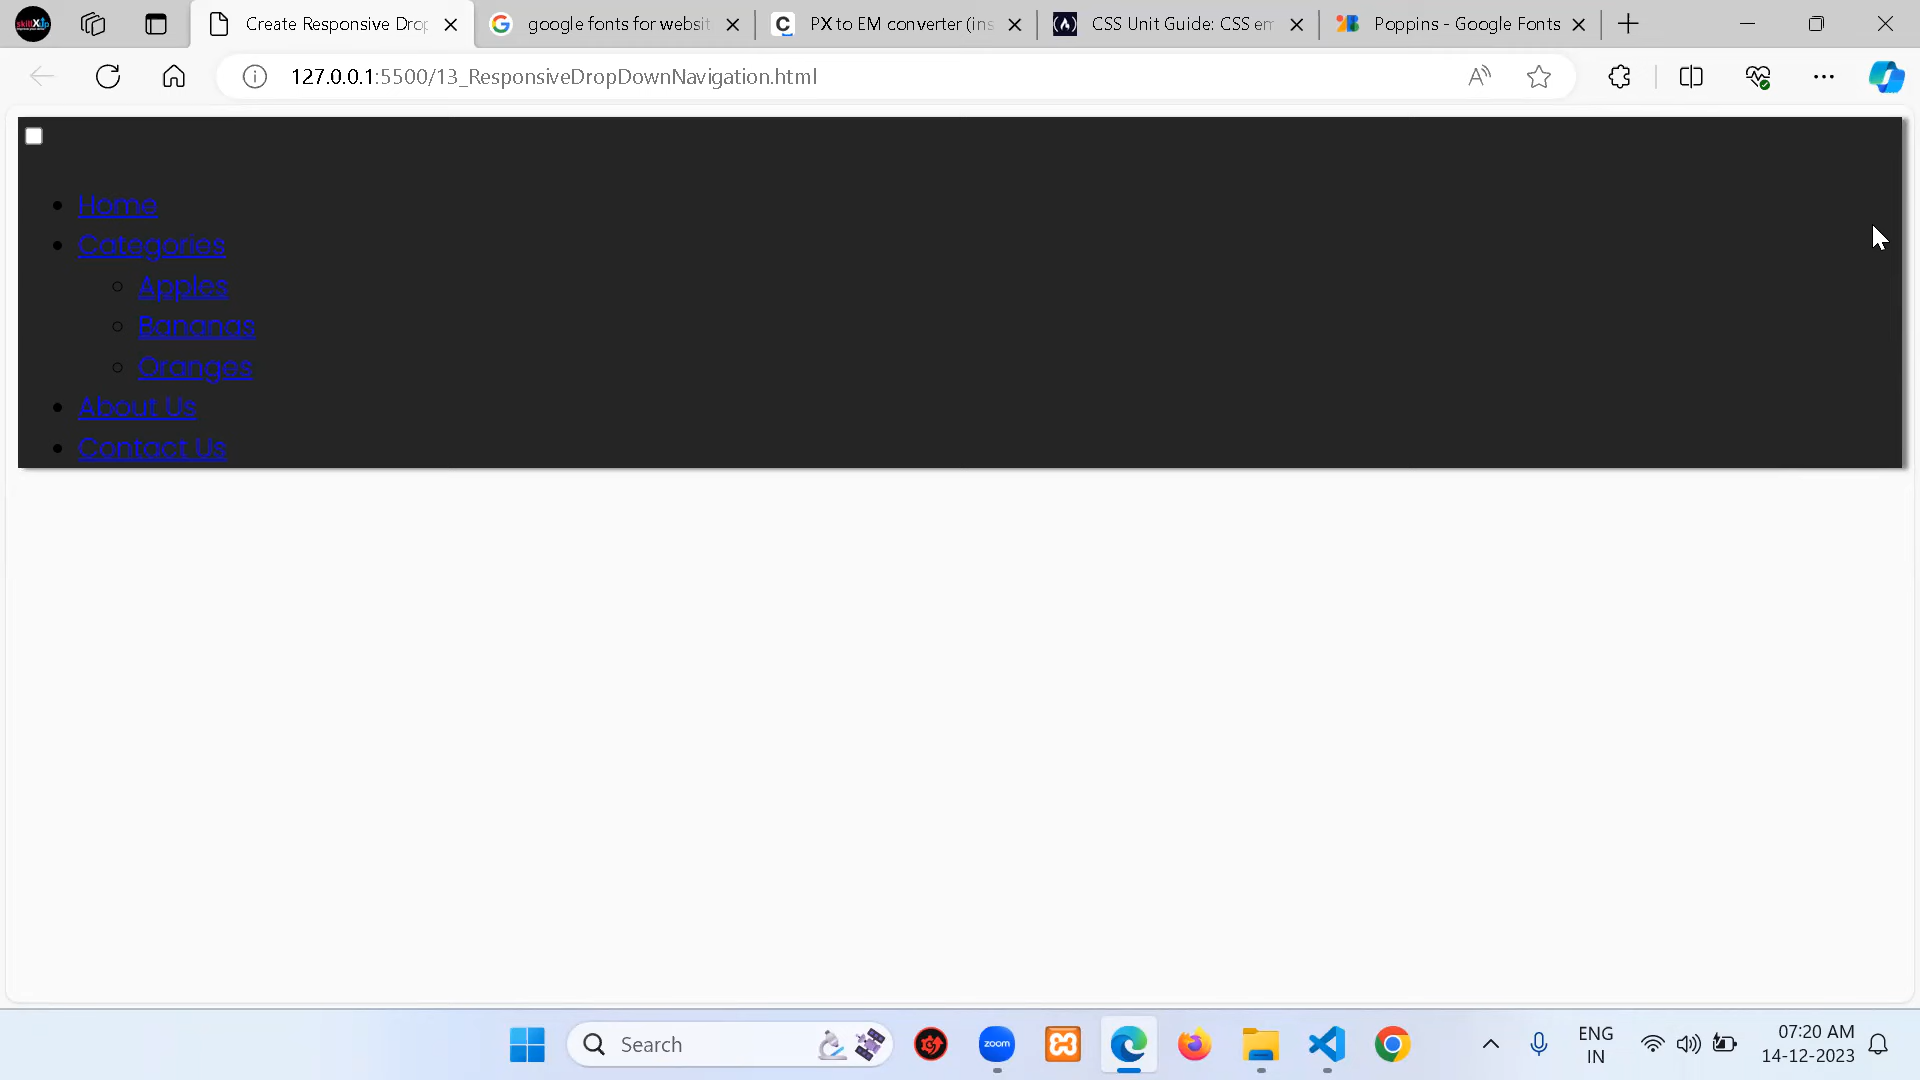 Create Responsive Drop
google fonts for websit
PX to EM converter (ins
CSS Unit Guide: CSS em
Poppins - Google Fonts
127.0.0.1:5500/13_ResponsiveDropDownNavigation.html
Home
Categories
Apples
Bananas
Oranges
About Us
Contact Us
Search
zoom
ENG
IN
07:20 AM
14-12-2023